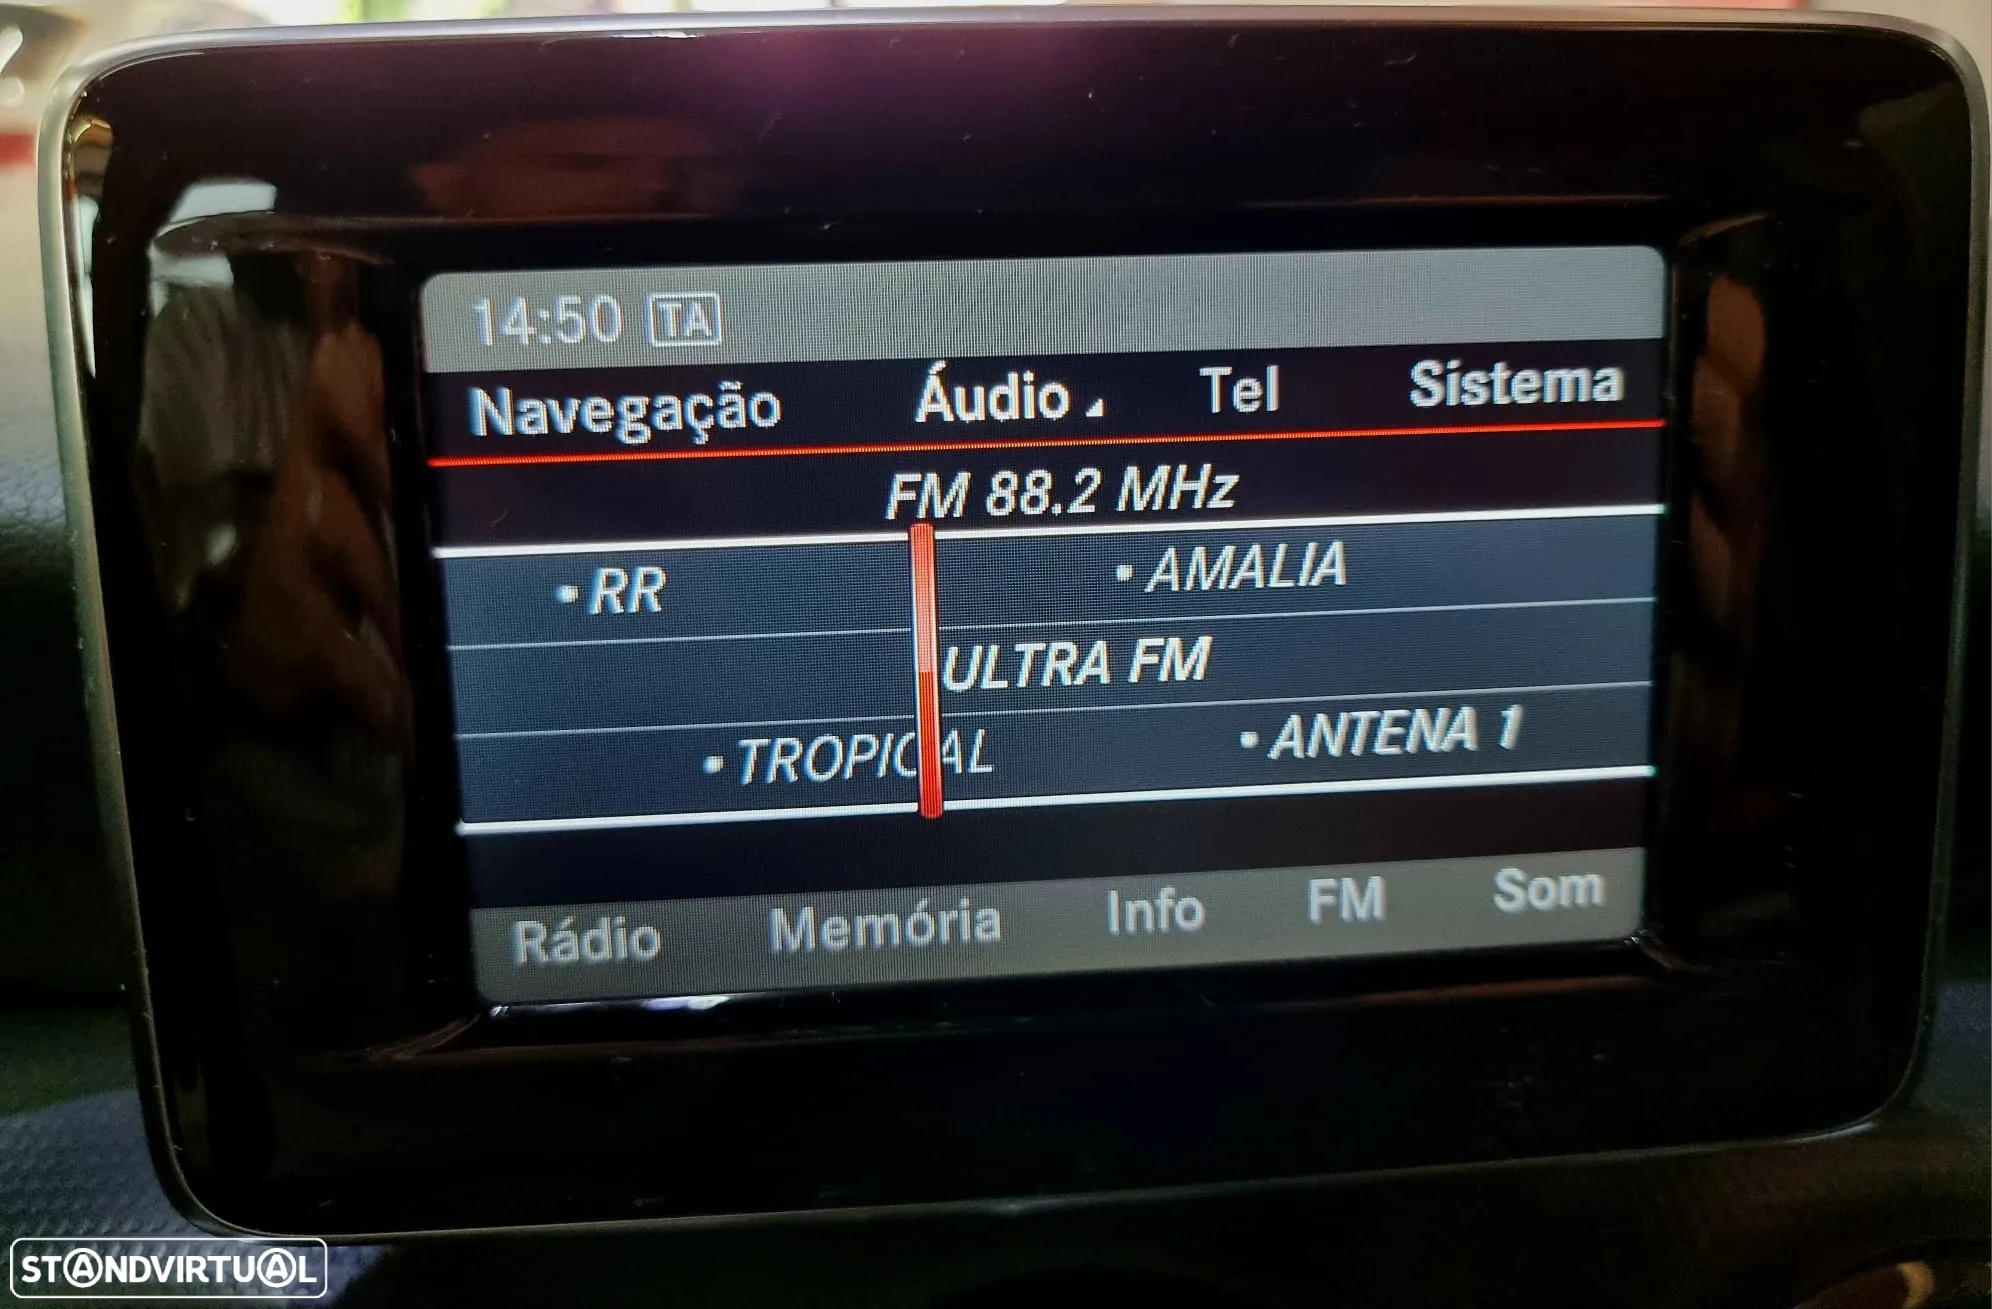 14:50 TA
Navegação Áudio Tel Sistema
FM 88.2 MHz
• RR • AMALIA
ULTRA FM
• TROPICAL • ANTENA 1
Rádio Memória Info FM Som
STANDVIRTUAL